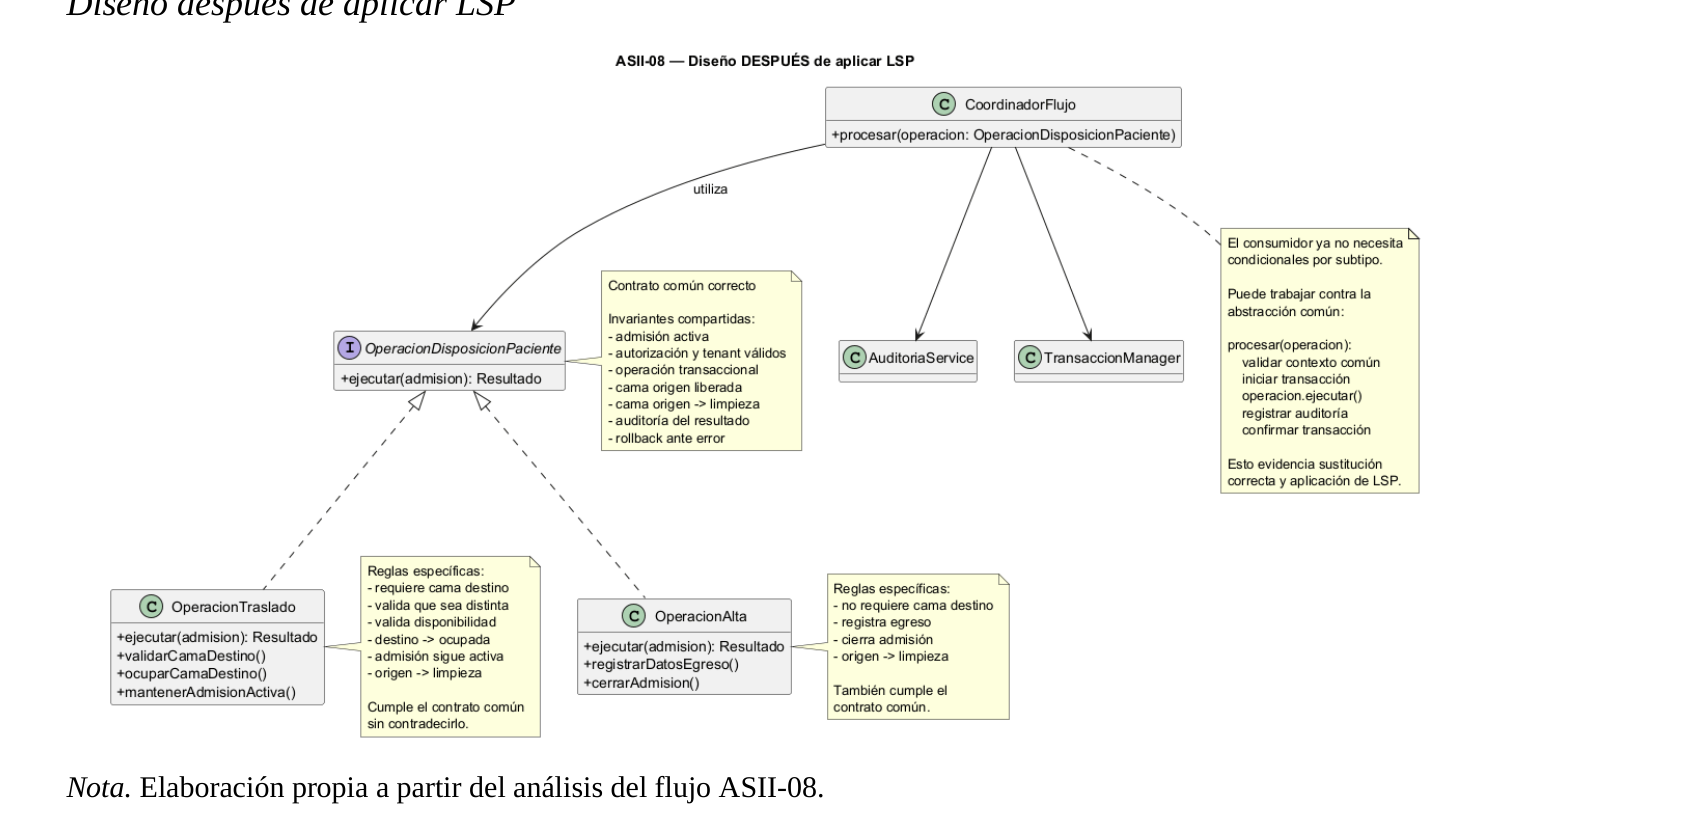 Diseño después de aplicar LSP
ASII-08 — Diseño DESPUÉS de aplicar LSP
C CoordinadorFlujo
+procesar(operacion: OperacionDisposicionPaciente)
utiliza
El consumidor ya no necesita
condicionales por subtipo.
Puede trabajar contra la
abstracción común:
procesar(operacion):
validar contexto común
iniciar transacción
operacion.ejecutar()
registrar auditoría
confirmar transacción
Esto evidencia sustitución
correcta y aplicación de LSP.
Contrato común correcto
Invariantes compartidas:
- admisión activa
- autorización y tenant válidos
- operación transaccional
- cama origen liberada
- cama origen -> limpieza
- auditoría del resultado
- rollback ante error
I OperacionDisposicionPaciente
+ejecutar(admision): Resultado
C AuditoriaService
C TransaccionManager
C OperacionTraslado
+ejecutar(admision): Resultado
+validarCamaDestino()
+ocuparCamaDestino()
+mantenerAdmisionActiva()
Reglas específicas:
- requiere cama destino
- valida que sea distinta
- valida disponibilidad
- destino -> ocupada
- admisión sigue activa
- origen -> limpieza
Cumple el contrato común
sin contradecirlo.
C OperacionAlta
+ejecutar(admision): Resultado
+registrarDatosEgreso()
+cerrarAdmision()
Reglas específicas:
- no requiere cama destino
- registra egreso
- cierra admisión
- origen -> limpieza
También cumple el
contrato común.
Nota. Elaboración propia a partir del análisis del flujo ASII-08.